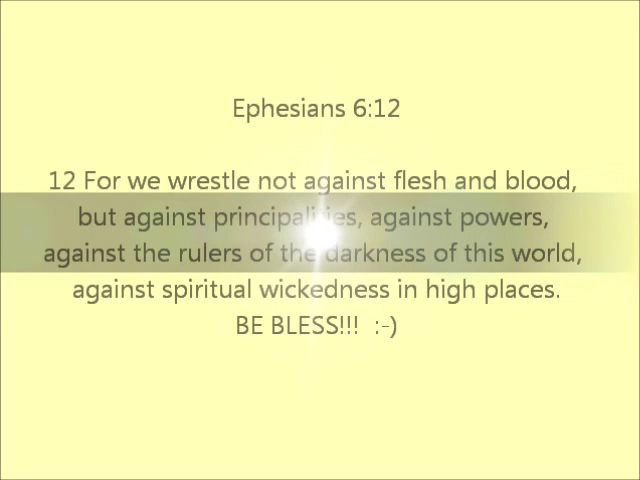 Ephesians 6:12
12 For we wrestle not against flesh and blood,
but against principalities, against powers,
against the rulers of the darkness of this world,
against spiritual wickedness in high places.
BE BLESS!!!  :-)